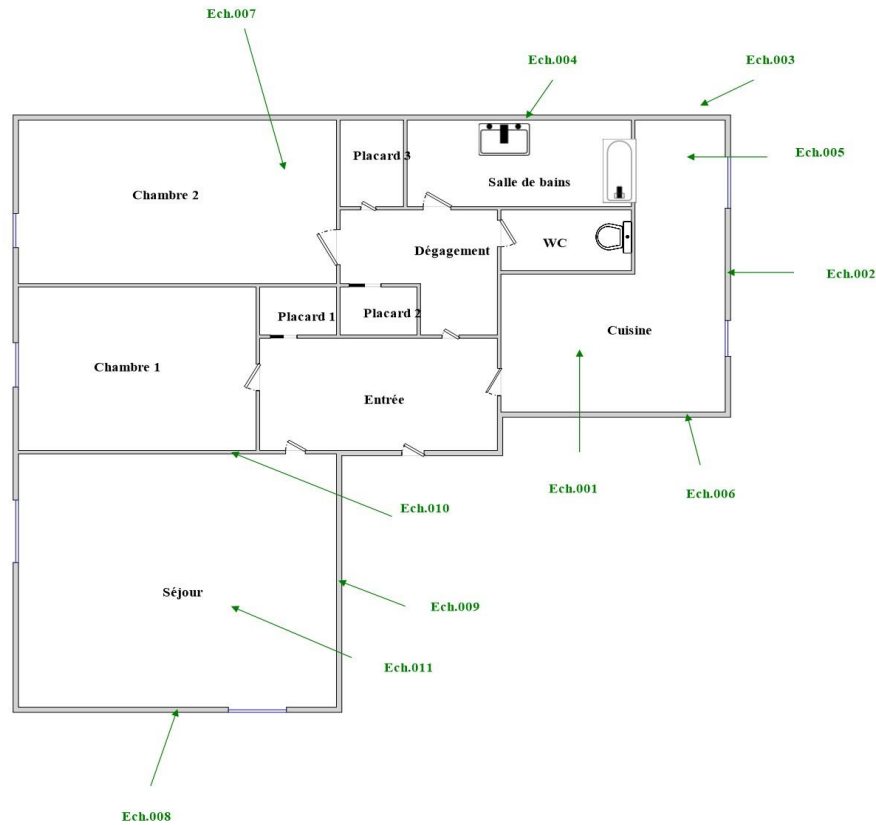 Ech.007
Ech.004
Ech.003
Placard 3
Ech.005
Salle de bains
Chambre 2
Dégagement
WC
Ech.002
Placard 1
Placard 2
Cuisine
Chambre 1
Entrée
Ech.001
Ech.006
Ech.010
Séjour
Ech.009
Ech.011
Ech.008